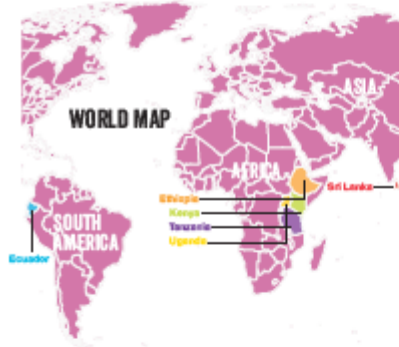 WORLD MAP
ASIA
AFRICA
Ethiopia
Sri Lanka
Kenya
Tanzania
Uganda
SOUTH
AMERICA
Ecuador